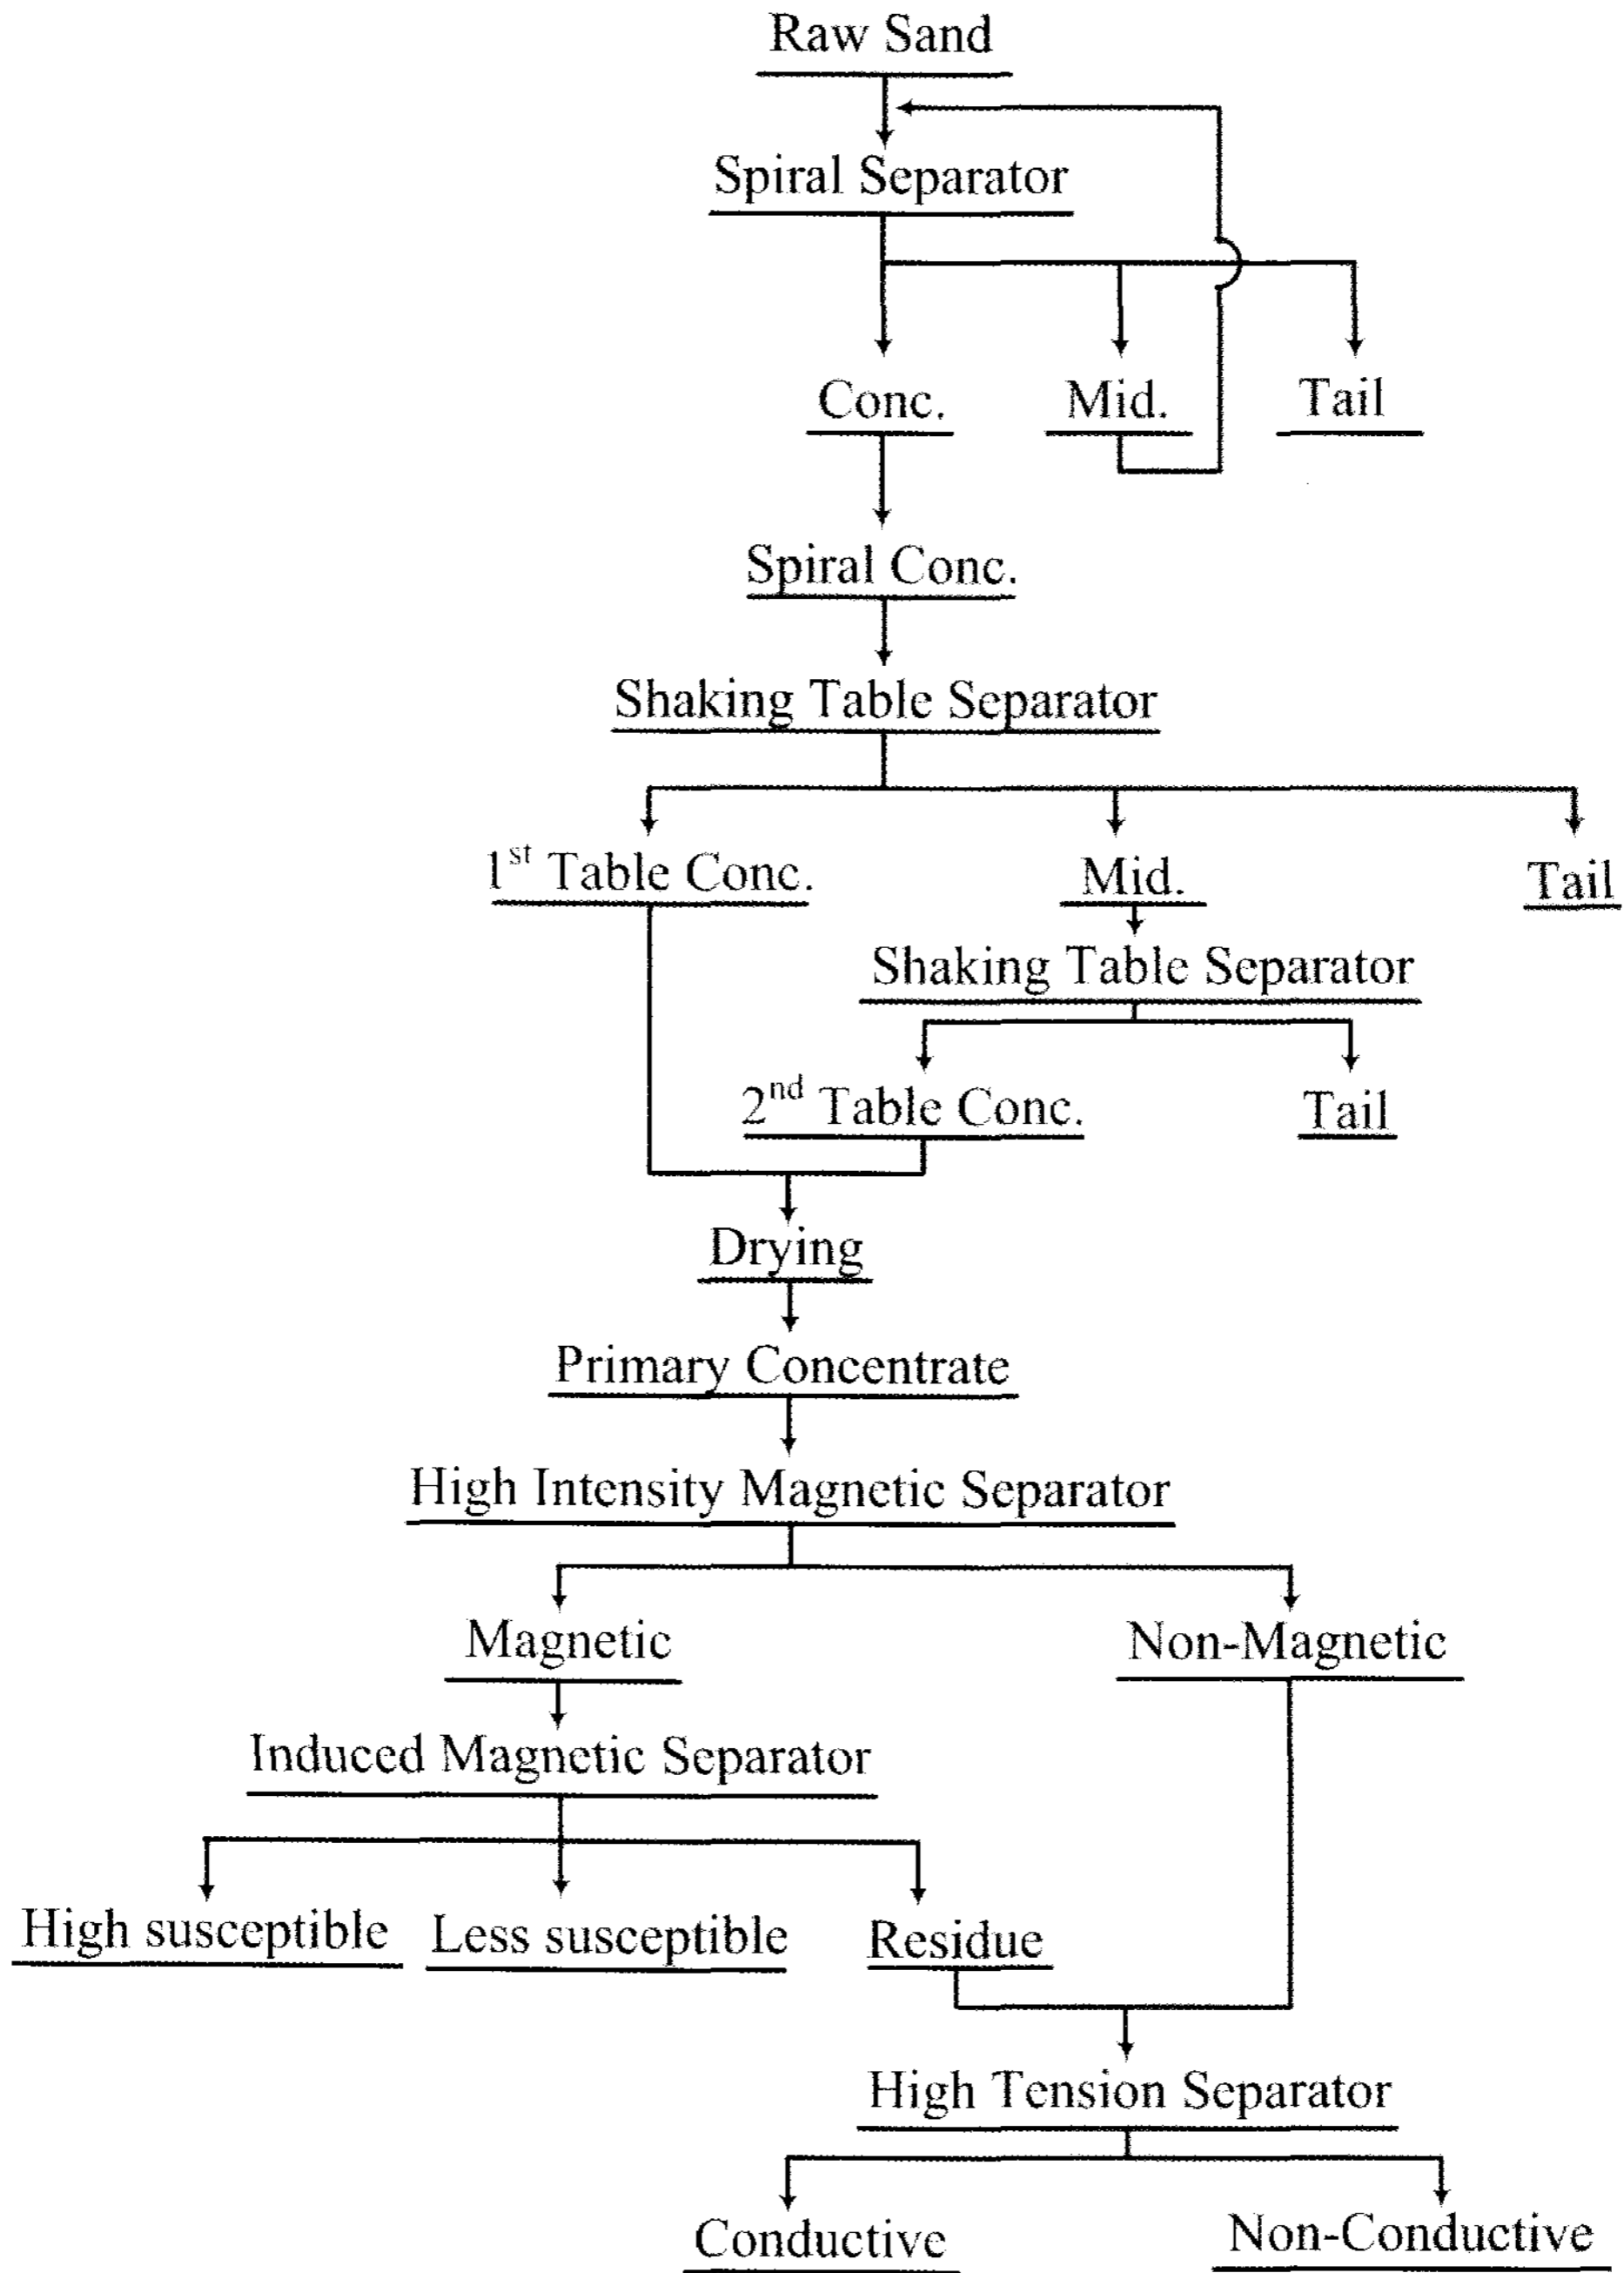 Raw Sand
Spiral Separator
Conc. Mid. Tail
Spiral Conc.
Shaking Table Separator
1st Table Conc. Mid. Tail
Shaking Table Separator
2nd Table Conc. Tail
Drying
Primary Concentrate
High Intensity Magnetic Separator
Magnetic Non-Magnetic
Induced Magnetic Separator
High susceptible Less susceptible Residue
High Tension Separator
Conductive Non-Conductive